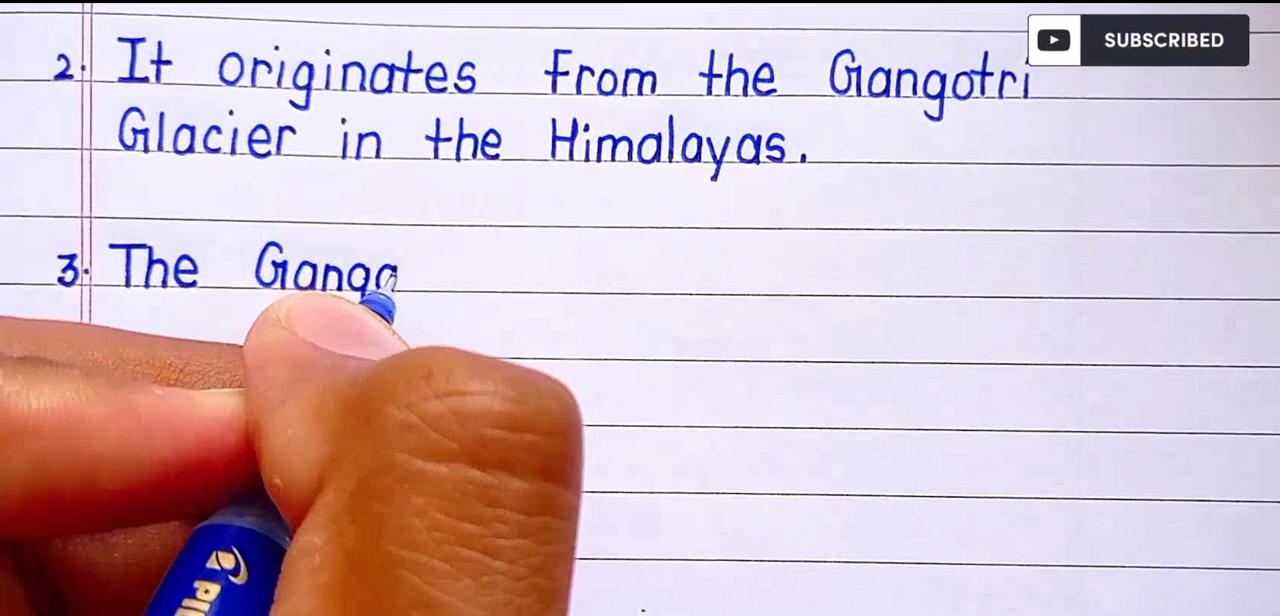 SUBSCRIBED
2. It originates from the Gangotri
Glacier in the Himalayas.
3. The Ganga